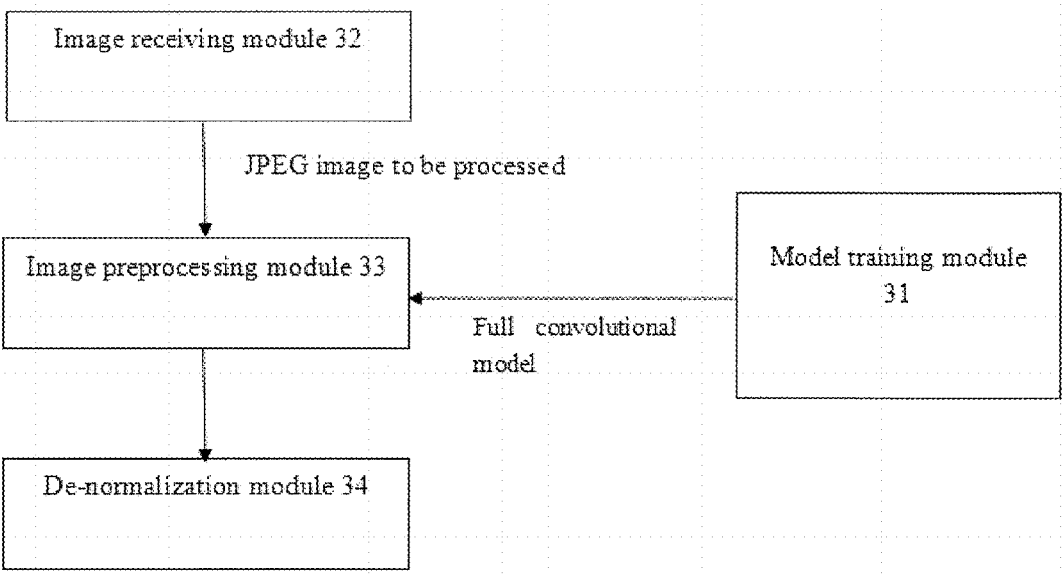 Image receiving module 32
JPEG image to be processed
Image preprocessing module 33
Model training module
31
Full convolutional
model
De-normalization module 34